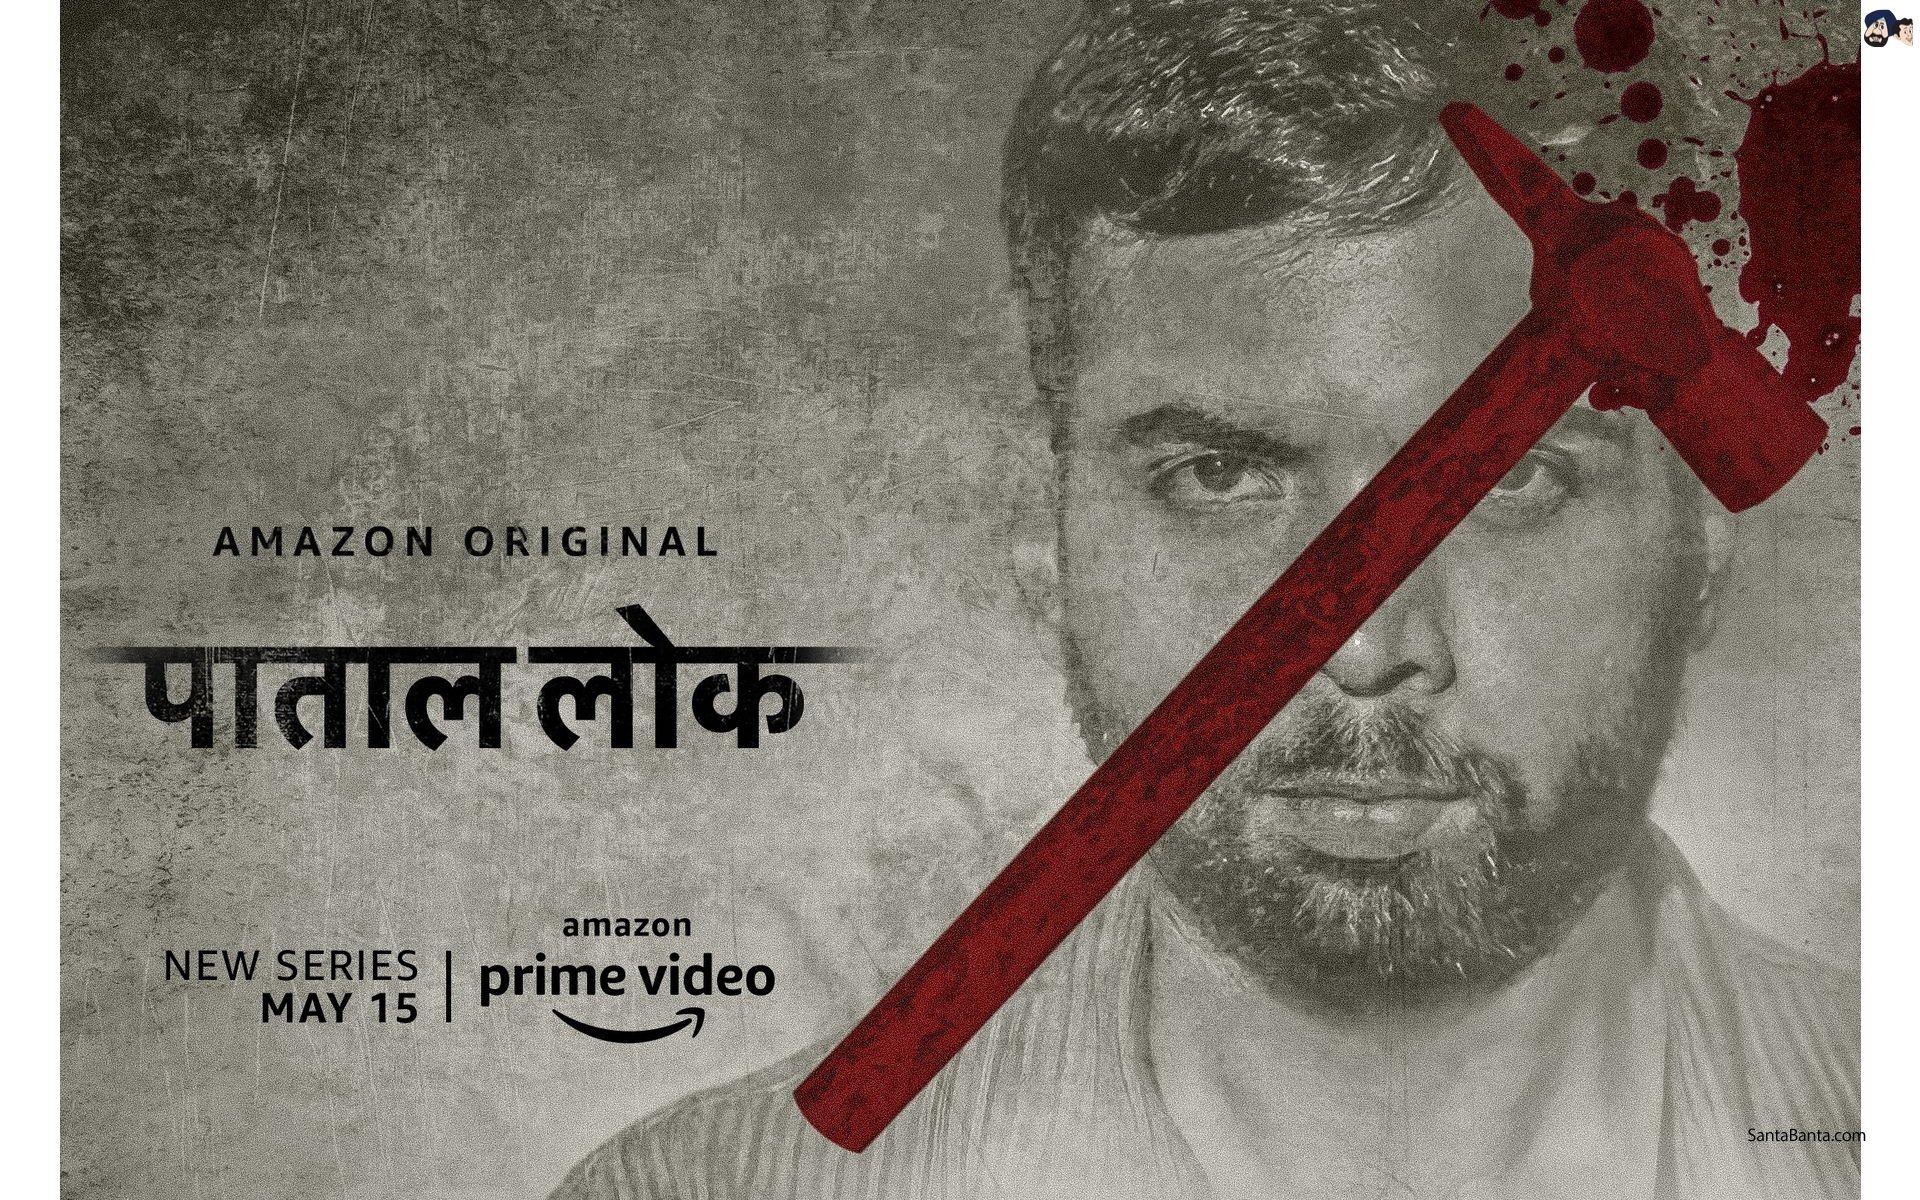 AMAZON ORIGINAL
पाताल लोक
NEW SERIES
MAY 15
amazon
prime video
SantaBanta.com